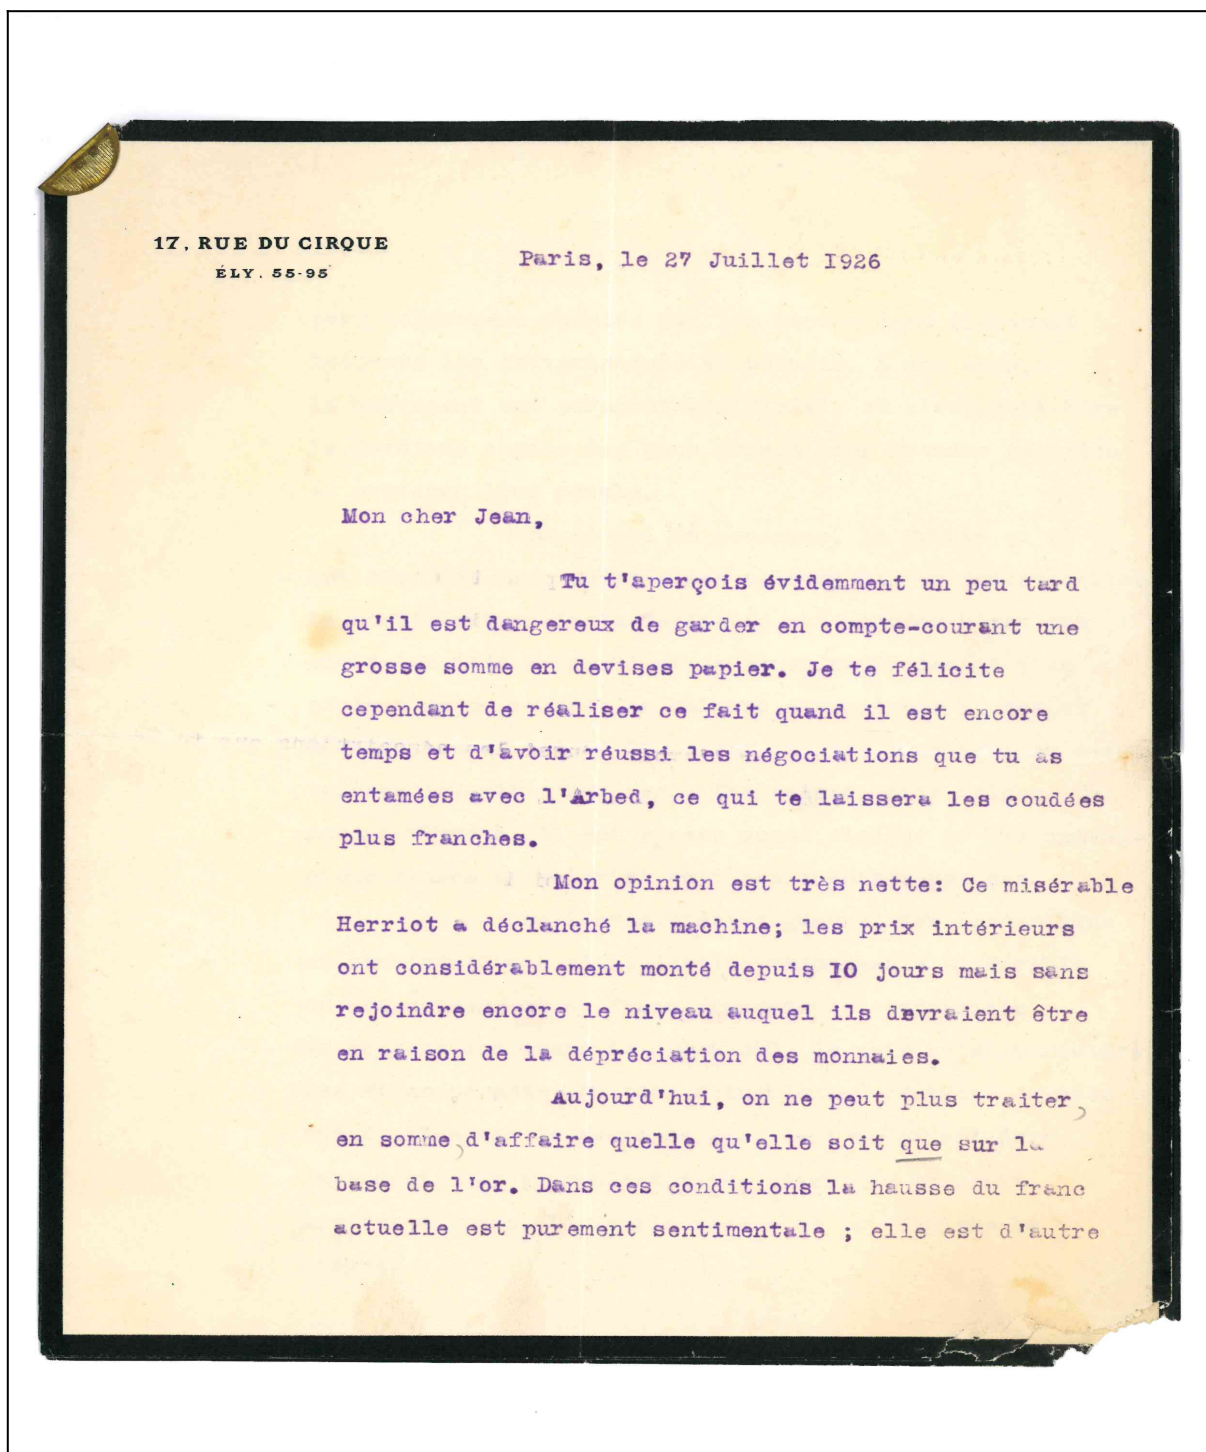 17, RUE DU CIRQUE
ÉLY. 55-95
Paris, le 27 Juillet I926
Mon cher Jean,
Tu t'aperçois évidemment un peu tard
qu'il est dangereux de garder en compte-courant une
grosse somme en devises papier. Je te félicite
cependant de réaliser ce fait quand il est encore
temps et d'avoir réussi les négociations que tu as
entamées avec l'Arbed, ce qui te laissera les coudées
plus franches.
Mon opinion est très nette: Ce misérable
Herriot a déclanché la machine; les prix intérieurs
ont considérablement monté depuis I0 jours mais sans
rejoindre encore le niveau auquel ils devraient être
en raison de la dépréciation des monnaies.
Aujourd'hui, on ne peut plus traiter,
en somme, d'affaire quelle qu'elle soit que sur la
base de l'or. Dans ces conditions la hausse du franc
actuelle est purement sentimentale ; elle est d'autre